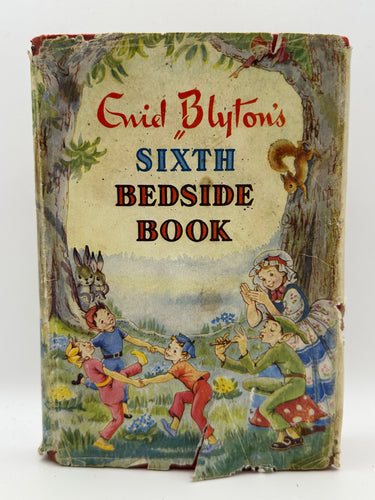 Enid Blyton's
SIXTH
BEDSIDE
BOOK